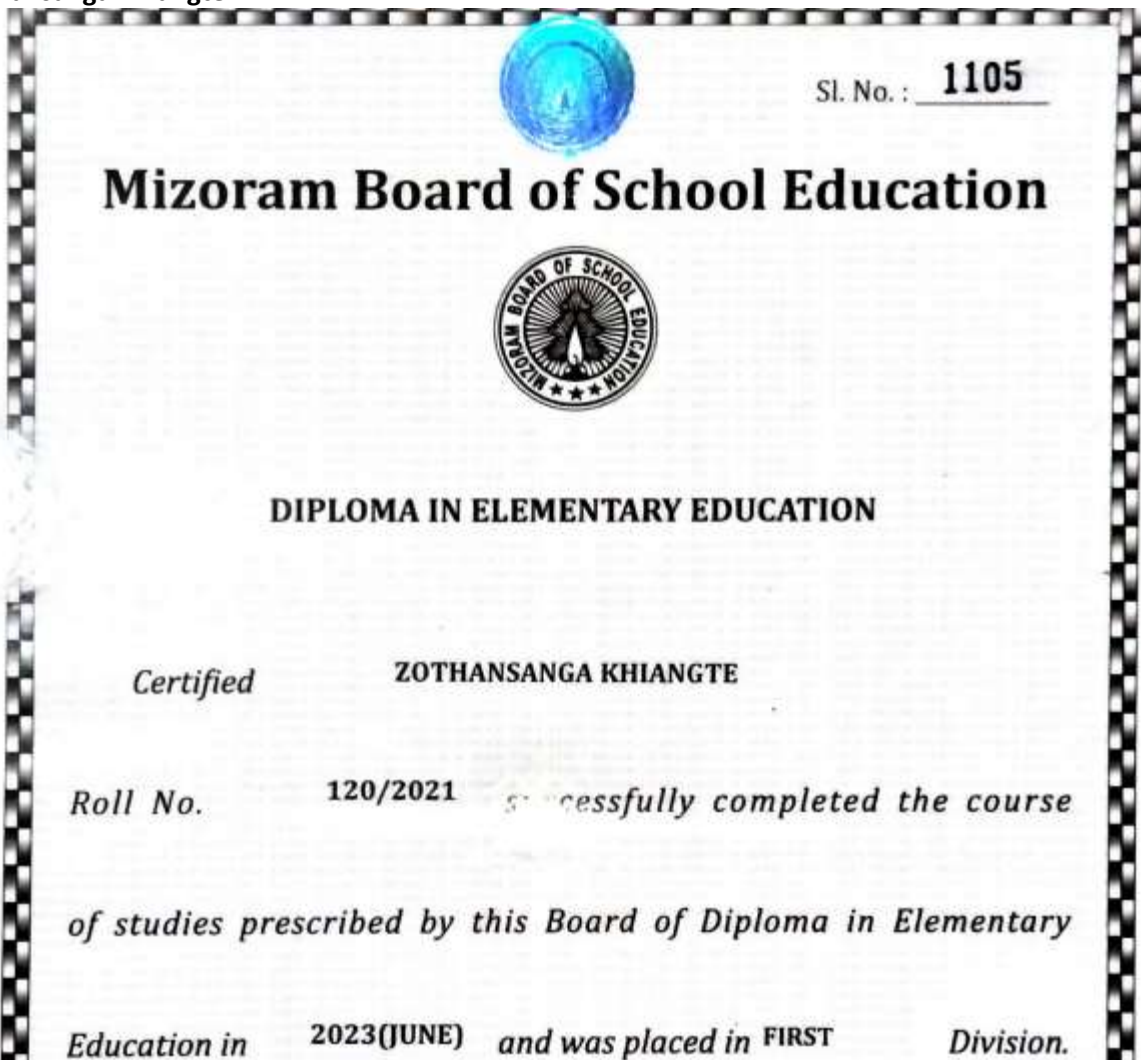 Sl. No. : 1105
Mizoram Board of School Education
MIZORAM BOARD OF SCHOOL EDUCATION
DIPLOMA IN ELEMENTARY EDUCATION
Certified ZOTHANSANGA KHIANGTE
Roll No. 120/2021 completed the course
of studies prescribed by this Board of Diploma in Elementary
Education in 2023(JUNE) and was placed in FIRST Division.